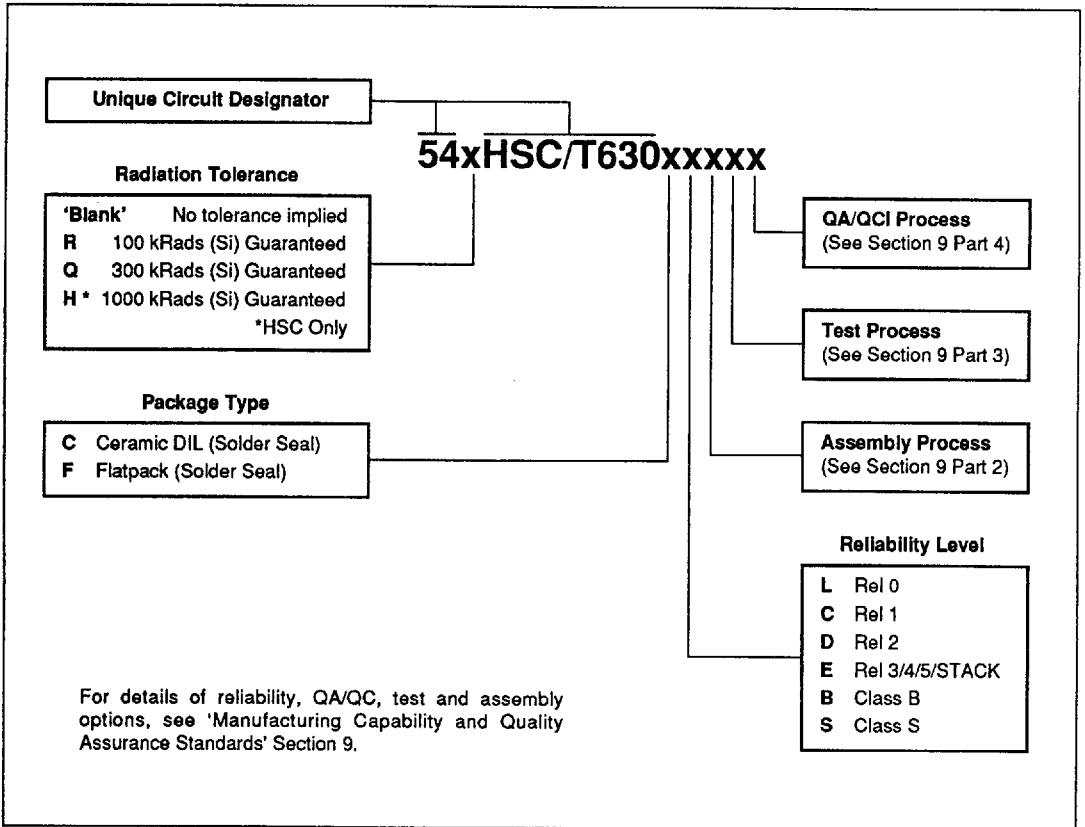 Unique Circuit Designator
54xHSC/T630xxxxx
Radiation Tolerance
'Blank' No tolerance implied
R 100 kRads (Si) Guaranteed
Q 300 kRads (Si) Guaranteed
H * 1000 kRads (Si) Guaranteed
*HSC Only
Package Type
C Ceramic DIL (Solder Seal)
F Flatpack (Solder Seal)
QA/QCI Process
(See Section 9 Part 4)
Test Process
(See Section 9 Part 3)
Assembly Process
(See Section 9 Part 2)
Reliability Level
L Rel 0
C Rel 1
D Rel 2
E Rel 3/4/5/STACK
B Class B
S Class S
For details of reliability, QA/QC, test and assembly
options, see 'Manufacturing Capability and Quality
Assurance Standards' Section 9.